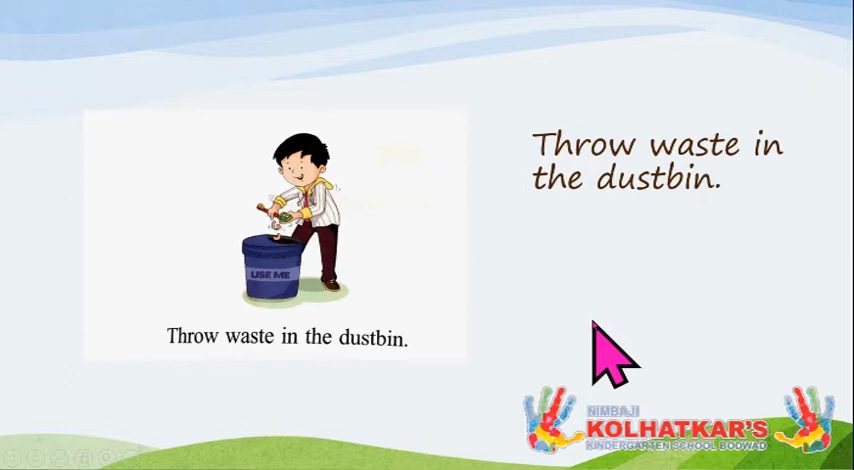 Throw waste in
the dustbin.
USE ME
Throw waste in the dustbin.
NIMBAJI
KOLHATKAR'S
KINDERGARTEN SCHOOL BODWAD